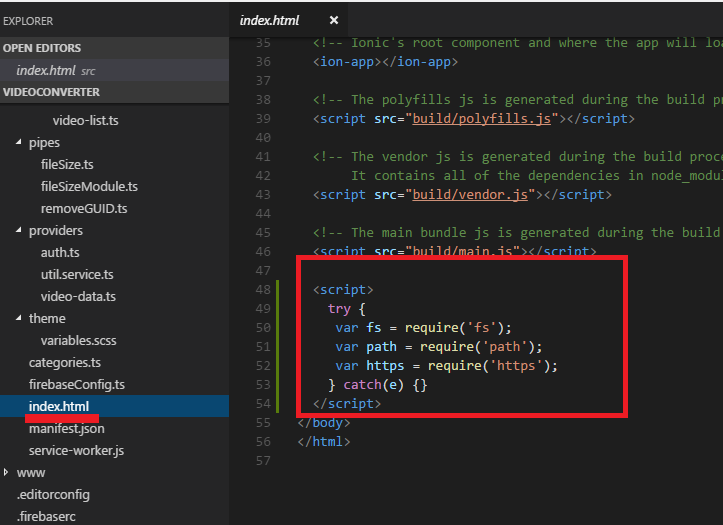 EXPLORER
OPEN EDITORS
index.html src
VIDEOCONVERTER
video-list.ts
pipes
fileSize.ts
fileSizeModule.ts
removeGUID.ts
providers
auth.ts
util.service.ts
video-data.ts
theme
variables.scss
categories.ts
firebaseConfig.ts
index.html
manifest.json
service-worker.js
www
.editorconfig
.firebaserc
index.html ×
35 <!-- Ionic's root component and where the app will loa
36 <ion-app></ion-app>
37
38 <!-- The polyfills js is generated during the build pr
39 <script src="build/polyfills.js"></script>
40
41 <!-- The vendor js is generated during the build proce
42 It contains all of the dependencies in node_modul
43 <script src="build/vendor.js"></script>
44
45 <!-- The main bundle js is generated during the build
46 <script src="build/main.js"></script>
47
48 <script>
49 try {
50 var fs = require('fs');
51 var path = require('path');
52 var https = require('https');
53 } catch(e) {}
54 </script>
55 </body>
56 </html>
57